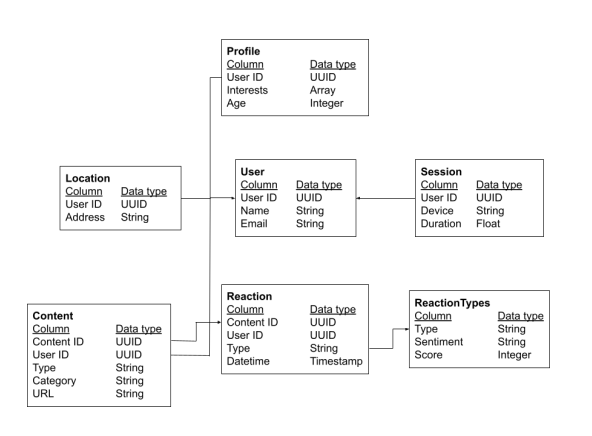 Profile
Column Data type
User ID UUID
Interests Array
Age Integer
Location
Column Data type
User ID UUID
Address String
User
Column Data type
User ID UUID
Name String
Email String
Session
Column Data type
User ID UUID
Device String
Duration Float
Content
Column Data type
Content ID UUID
User ID UUID
Type String
Category String
URL String
Reaction
Column Data type
Content ID UUID
User ID UUID
Type String
Datetime Timestamp
ReactionTypes
Column Data type
Type String
Sentiment String
Score Integer